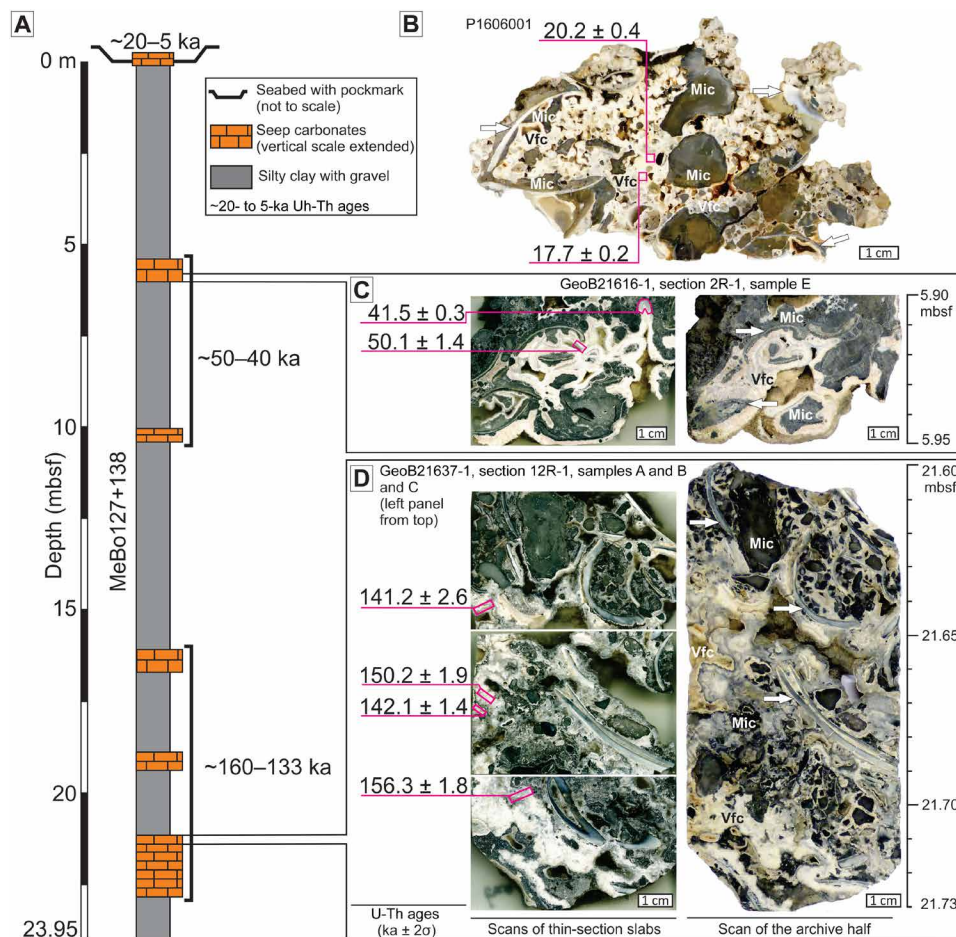 A
~20–5 ka
0 m
Seabed with pockmark
(not to scale)
Seep carbonates
(vertical scale extended)
Silty clay with gravel
~20- to 5-ka Uh-Th ages
5
~50–40 ka
10
Depth (mbsf)
MeBo127+138
15
~160–133 ka
20
23.95
B
P1606001
20.2 ± 0.4
Mic
Mic
Vfc
Mic
Vfc
Mic
Vfc
17.7 ± 0.2
1 cm
C
GeoB21616-1, section 2R-1, sample E
41.5 ± 0.3
50.1 ± 1.4
1 cm
Mic
Vfc
Mic
1 cm
5.90
mbsf
5.95
D
GeoB21637-1, section 12R-1, samples A and B
and C
(left panel
from top)
141.2 ± 2.6
150.2 ± 1.9
142.1 ± 1.4
156.3 ± 1.8
1 cm
Mic
Vfc
Mic
Vfc
1 cm
21.60
mbsf
21.65
21.70
21.73
U-Th ages
(ka ± 2σ)
Scans of thin-section slabs
Scan of the archive half